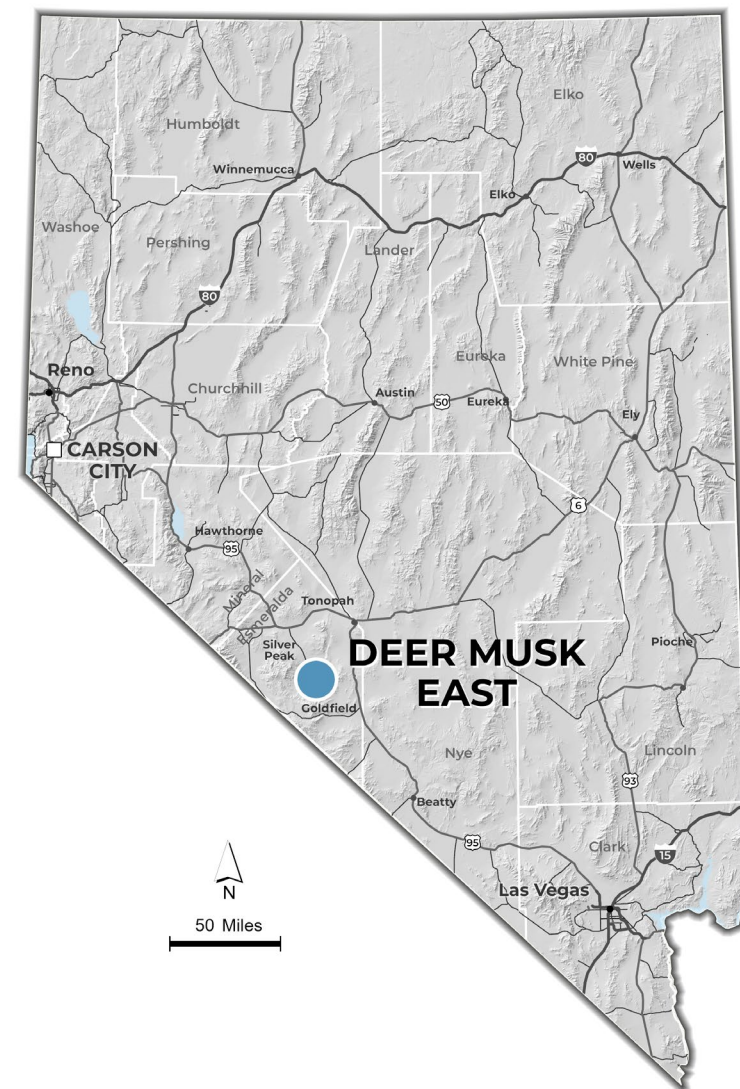 Elko
Humboldt
80
Wells
Winnemucca
Elko
Washoe
Pershing
Lander
80
Eureka
White Pine
Reno
Churchhill
Austin
50
Eureka
Ely
CARSON
CITY
6
Hawthorne
95
Mineral
Esmeralda
Tonopah
Silver
Peak
DEER MUSK
EAST
Pioche
Goldfield
Nye
Lincoln
93
Beatty
95
Clark
15
Las Vegas
N
50 Miles